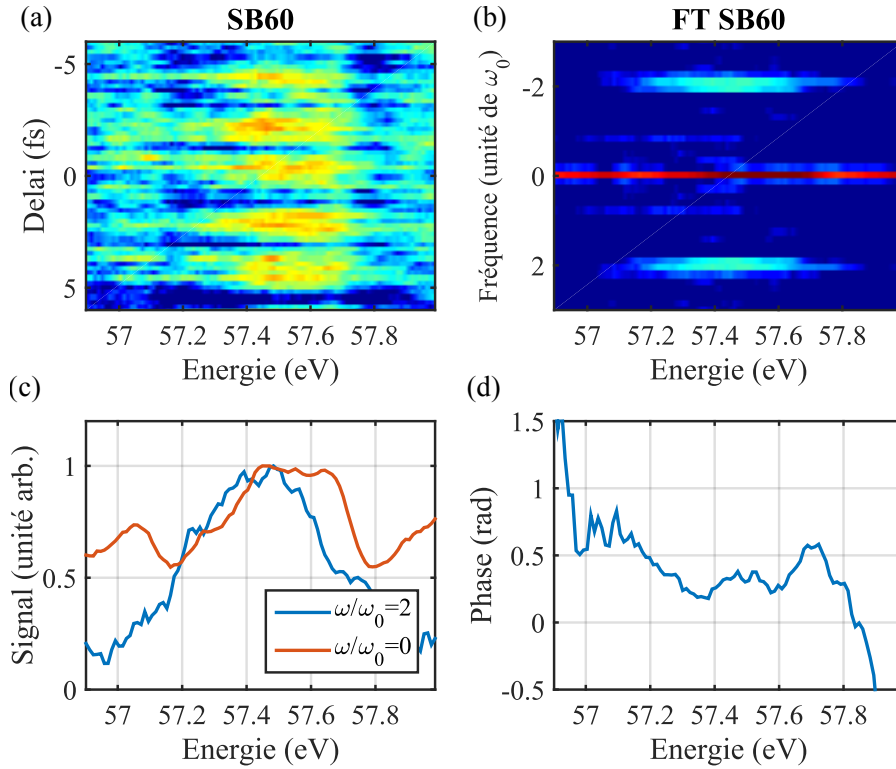 (a)
SB60
-5
0
5
Delai (fs)
57
57.2
57.4
57.6
57.8
Energie (eV)
(b)
FT SB60
-2
0
2
Fréquence (unité de ω0)
57
57.2
57.4
57.6
57.8
Energie (eV)
(c)
1
0.5
0
Signal (unité arb.)
ω/ω0=2
ω/ω0=0
57
57.2
57.4
57.6
57.8
Energie (eV)
(d)
1.5
1
0.5
0
-0.5
Phase (rad)
57
57.2
57.4
57.6
57.8
Energie (eV)